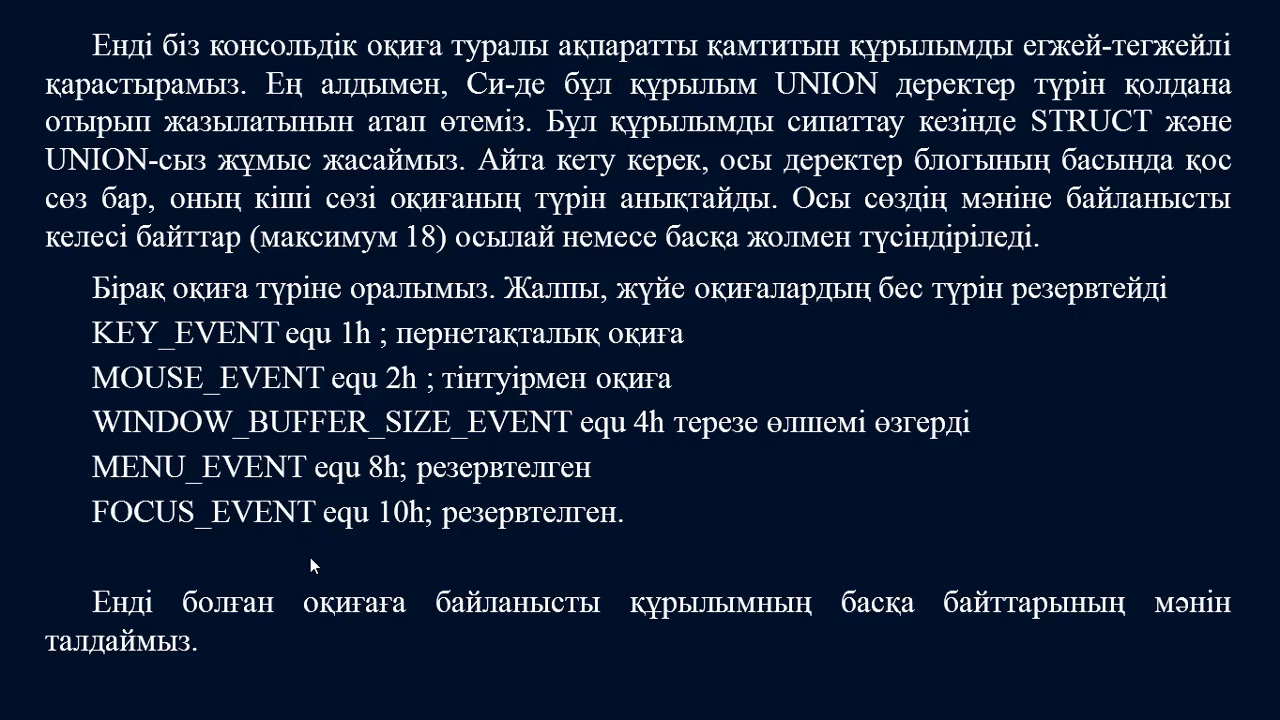 Енді біз консольдік оқиға туралы ақпаратты қамтитын құрылымды егжей-тегжейлі
қарастырамыз. Ең алдымен, Си-де бұл құрылым UNION деректер түрін қолдана
отырып жазылатынын атап өтеміз. Бұл құрылымды сипаттау кезінде STRUCT және
UNION-сыз жұмыс жасаймыз. Айта кету керек, осы деректер блогының басында қос
сөз бар, оның кіші сөзі оқиғаның түрін анықтайды. Осы сөздің мәніне байланысты
келесі байттар (максимум 18) осылай немесе басқа жолмен түсіндіріледі.
Бірақ оқиға түріне оралымыз. Жалпы, жүйе оқиғалардың бес түрін резервтейді
KEY_EVENT equ 1h ; пернетақталық оқиға
MOUSE_EVENT equ 2h ; тінтуірмен оқиға
WINDOW_BUFFER_SIZE_EVENT equ 4h терезе өлшемі өзгерді
MENU_EVENT equ 8h; резервтелген
FOCUS_EVENT equ 10h; резервтелген.
Енді болған оқиғаға байланысты құрылымның басқа байттарының мәнін
талдаймыз.